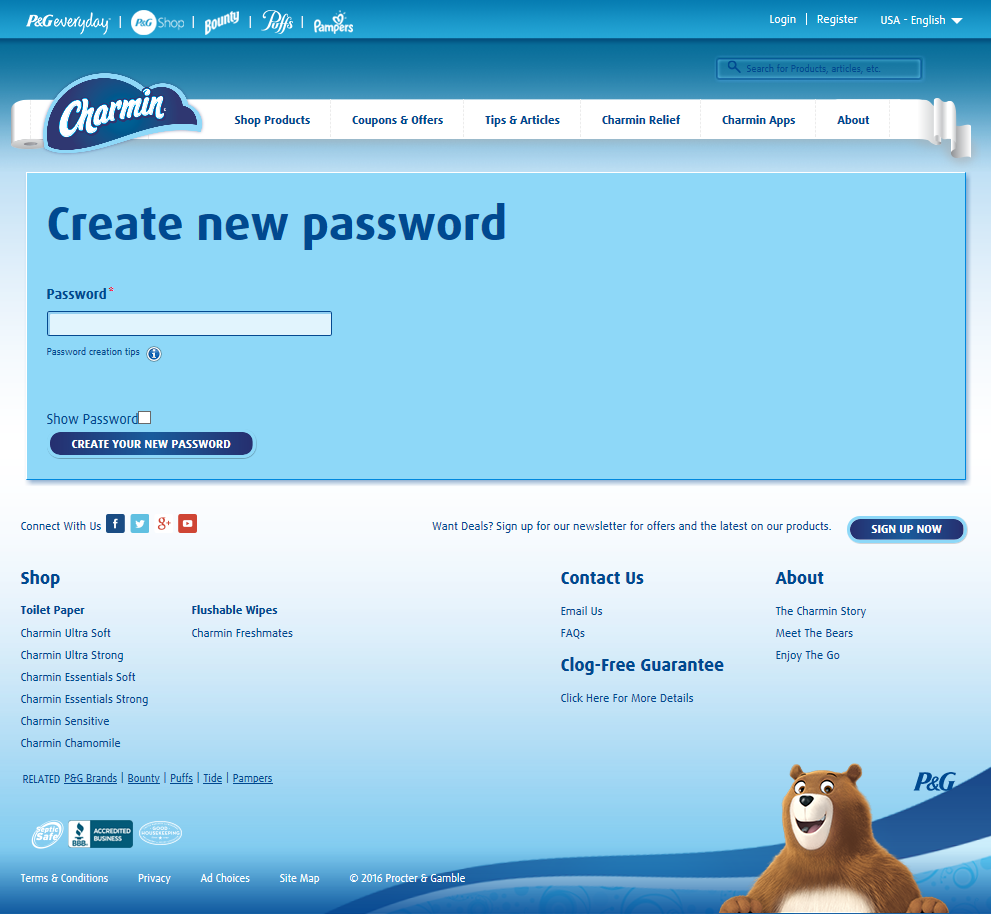 P&G everyday | P&G Shop | Bounty | Puffs | Pampers
Login | Register USA - English
Search for Products, articles, etc.
Charmin
Shop Products Coupons & Offers Tips & Articles Charmin Relief Charmin Apps About
Create new password
Password *
Password creation tips i
Show Password
CREATE YOUR NEW PASSWORD
Connect With Us f g+
Want Deals? Sign up for our newsletter for offers and the latest on our products. SIGN UP NOW
Shop
Toilet Paper
Charmin Ultra Soft
Charmin Ultra Strong
Charmin Essentials Soft
Charmin Essentials Strong
Charmin Sensitive
Charmin Chamomile
Flushable Wipes
Charmin Freshmates
Contact Us
Email Us
FAQs
Clog-Free Guarantee
Click Here For More Details
About
The Charmin Story
Meet The Bears
Enjoy The Go
RELATED P&G Brands | Bounty | Puffs | Tide | Pampers
P&G
Septic Safe
BBB. ACCREDITED BUSINESS
GOOD HOUSEKEEPING
Terms & Conditions Privacy Ad Choices Site Map © 2016 Procter & Gamble